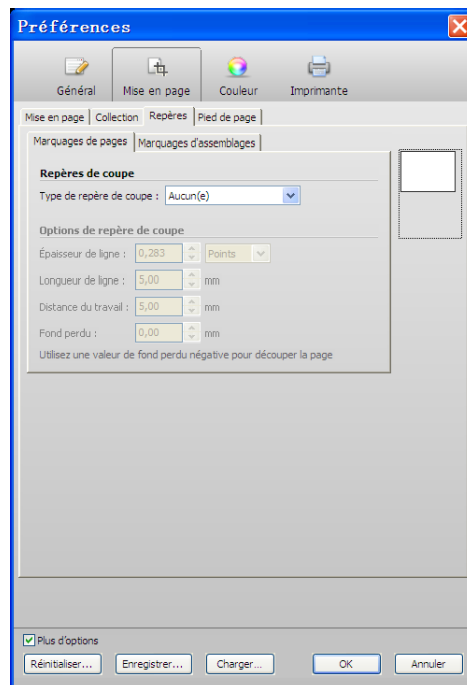 Préférences
Général Mise en page Couleur Imprimante
Mise en page Collection Repères Pied de page
Marquages de pages Marquages d'assemblages
Repères de coupe
Type de repère de coupe : Aucun(e)
Options de repère de coupe
Épaisseur de ligne : 0,283 Points
Longueur de ligne : 5,00 mm
Distance du travail : 5,00 mm
Fond perdu : 0,00 mm
Utilisez une valeur de fond perdu négative pour découper la page
Plus d'options
Réinitialiser... Enregistrer... Charger... OK Annuler